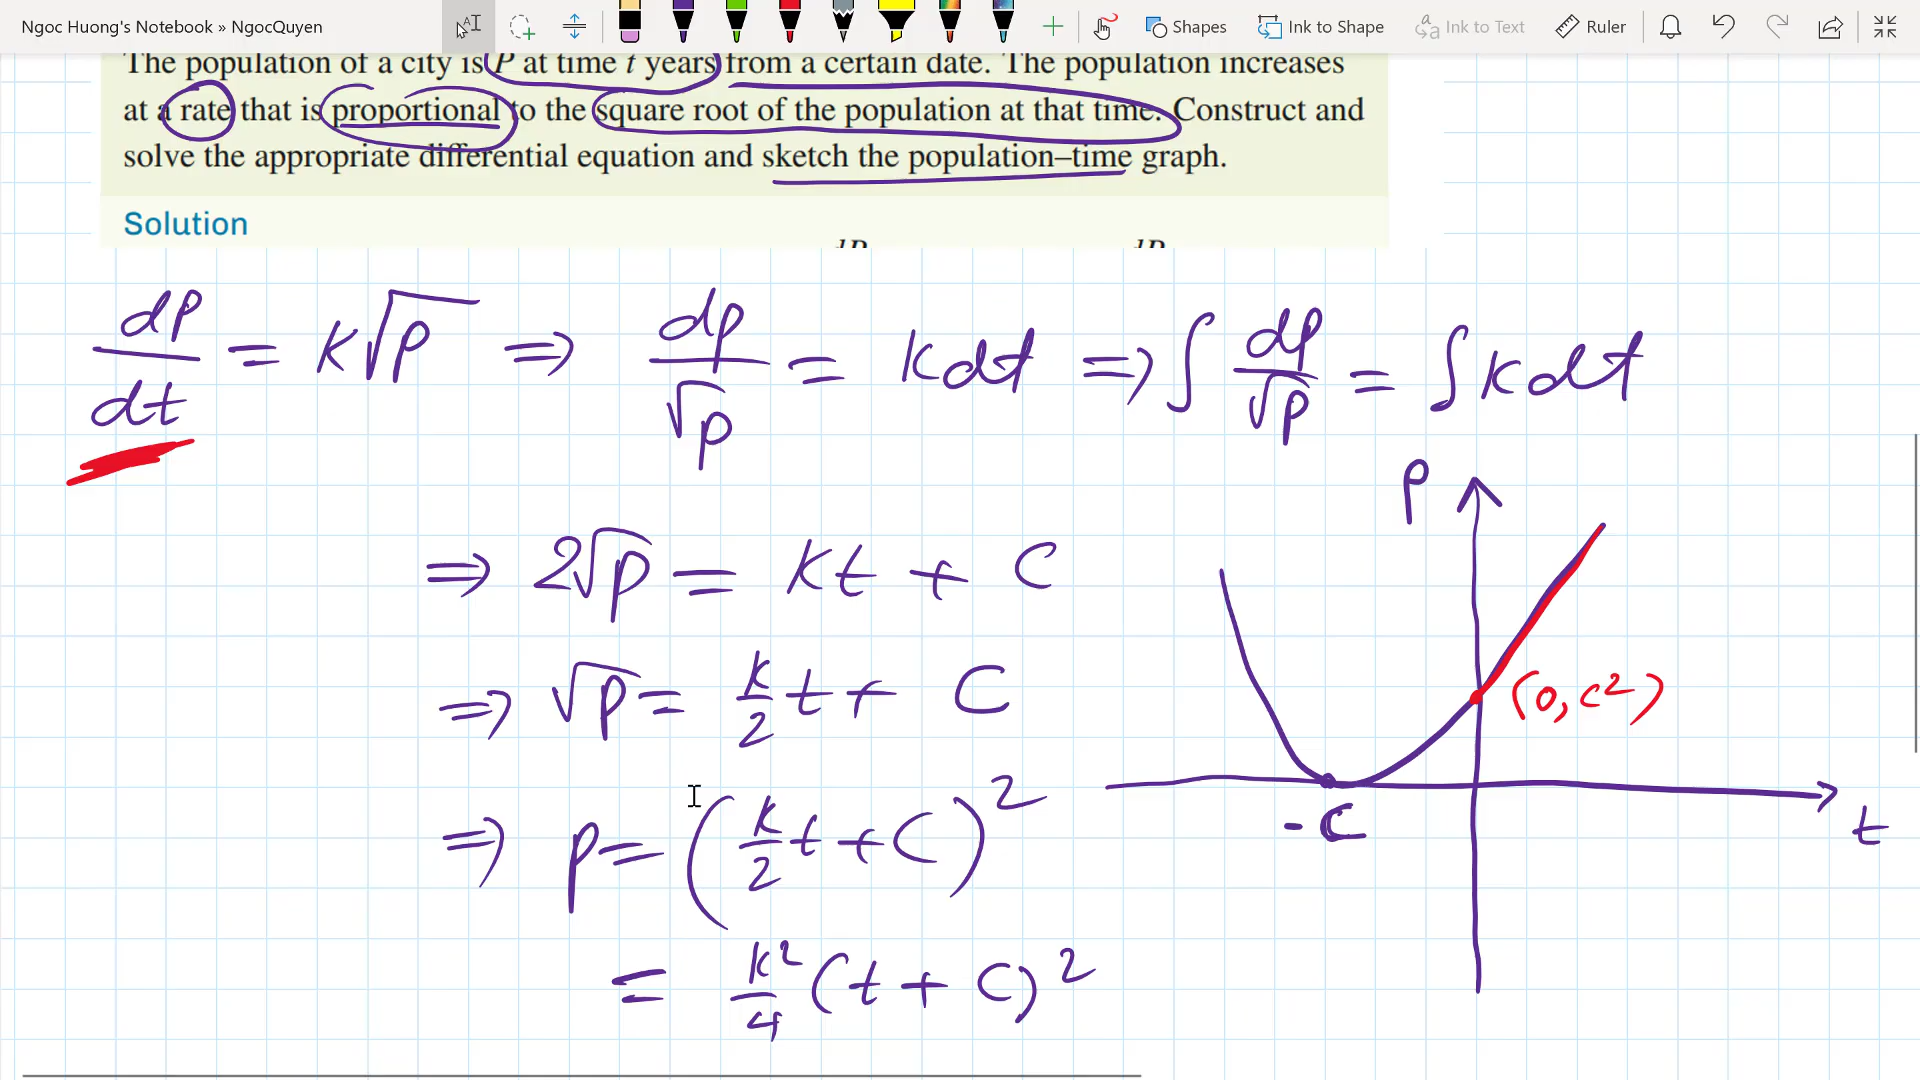 Ngoc Huong's Notebook » NgocQuyen
Shapes Ink to Shape Ink to Text Ruler
The population of a city is P at time t years from a certain date. The population increases
at a rate that is proportional to the square root of the population at that time. Construct and
solve the appropriate differential equation and sketch the population–time graph.
Solution
dP/dt = k√P ⇒ dp/√p = kdt ⇒ ∫ dp/√p = ∫ kdt
⇒ 2√p = kt + C
⇒ √p = k/2 t + C
⇒ p = (k/2 t + C)²
= k²/4 (t + C)²
P
(0, c²)
-C
t